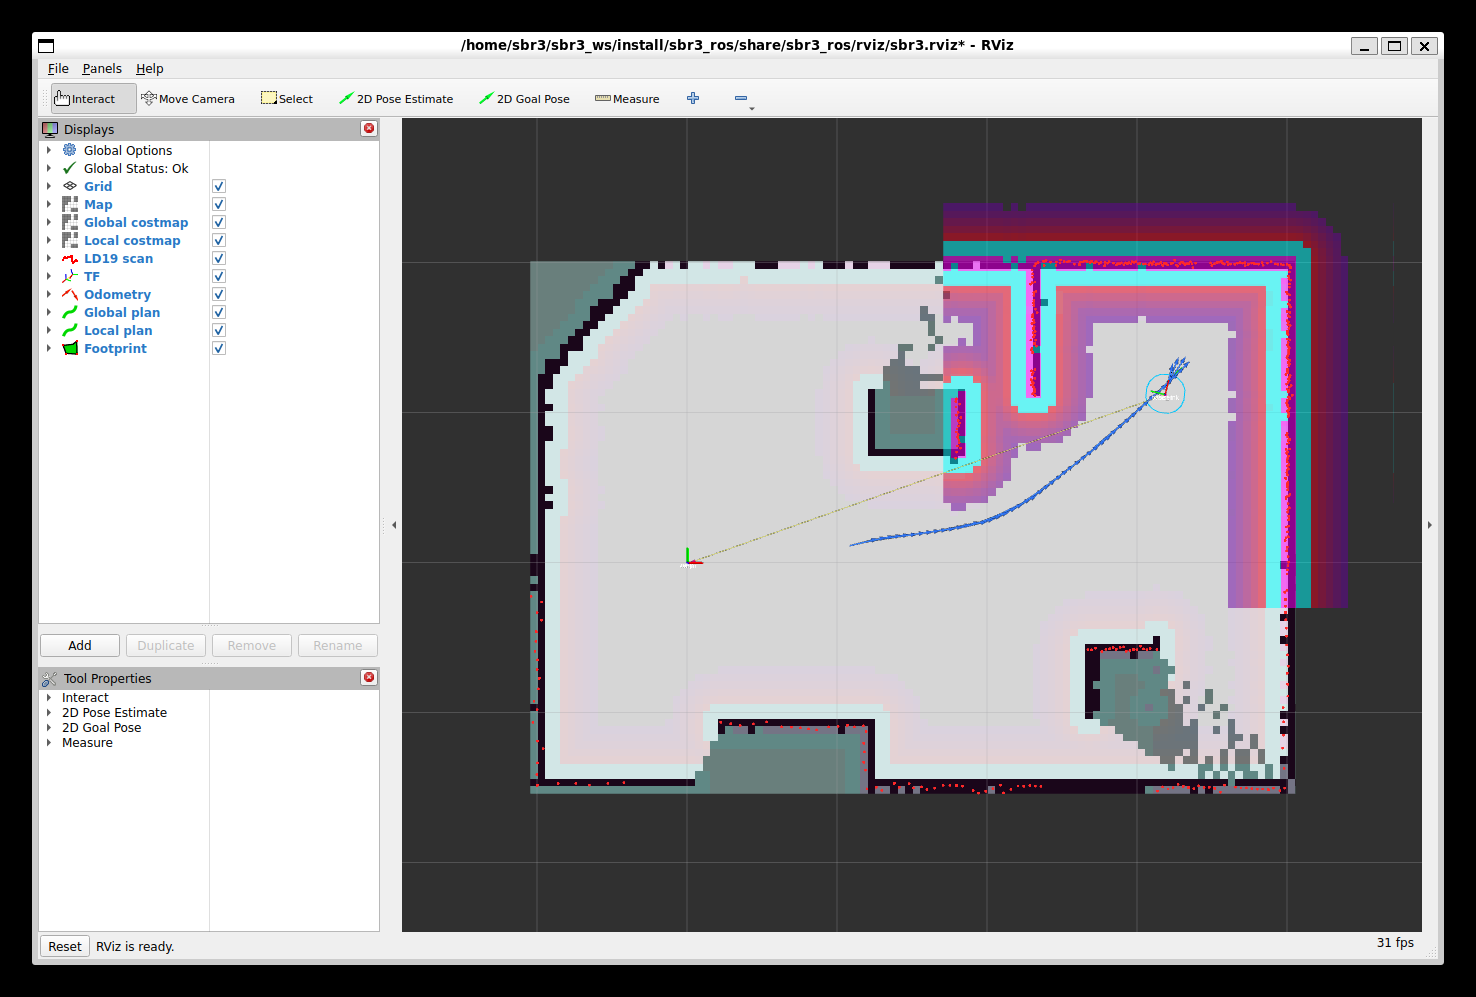 /home/sbr3/sbr3_ws/install/sbr3_ros/share/sbr3_ros/rviz/sbr3.rviz* - RViz
File Panels Help
Interact Move Camera Select 2D Pose Estimate 2D Goal Pose Measure
Displays
Global Options
Global Status: Ok
Grid
Map
Global costmap
Local costmap
LD19 scan
TF
Odometry
Global plan
Local plan
Footprint
Add Duplicate Remove Rename
Tool Properties
Interact
2D Pose Estimate
2D Goal Pose
Measure
Reset RViz is ready. 31 fps